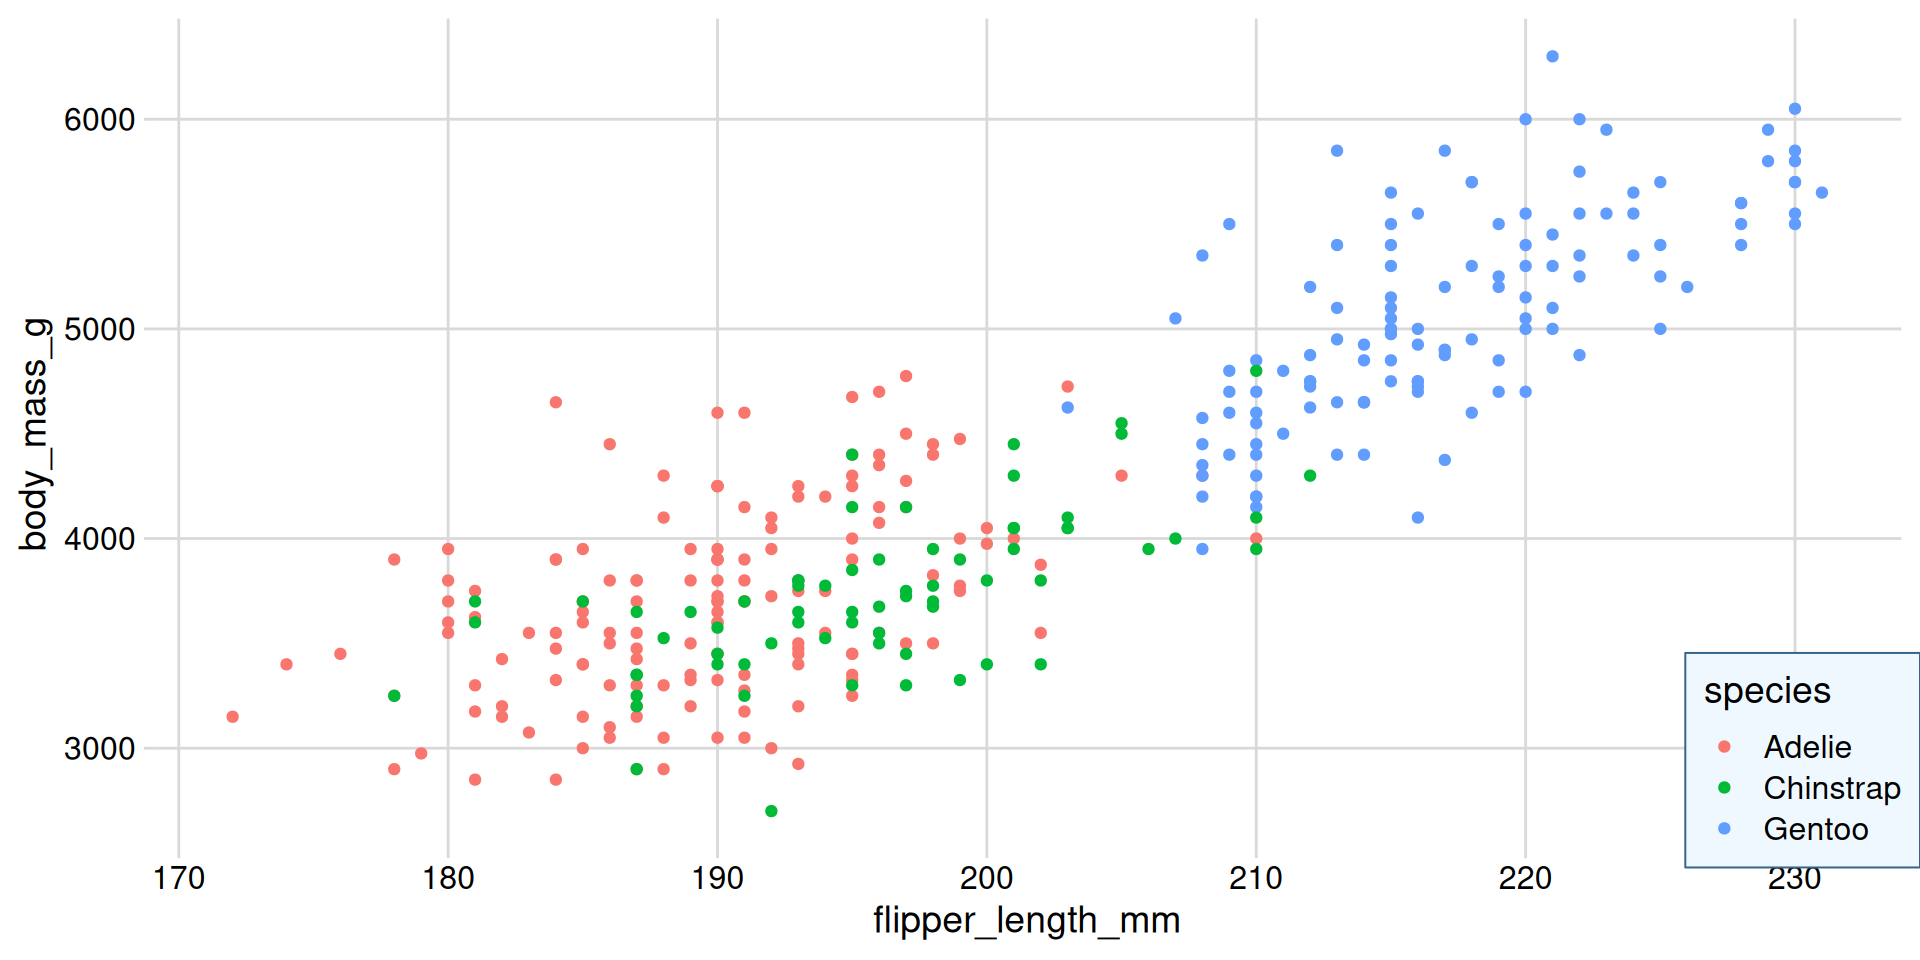 body_mass_g
6000
5000
4000
3000
170 180 190 200 210 220 230
flipper_length_mm
species
Adelie
Chinstrap
Gentoo